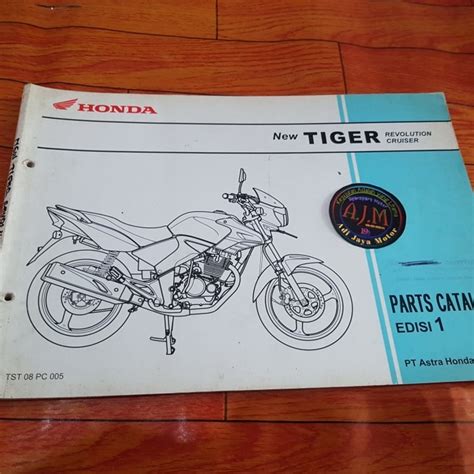 HONDA
New TIGER REVOLUTION
CRUISER
AJM
Adi Jaya Motor
PARTS CATA
EDISI 1
PT Astra Honda
TST 08 PC 005